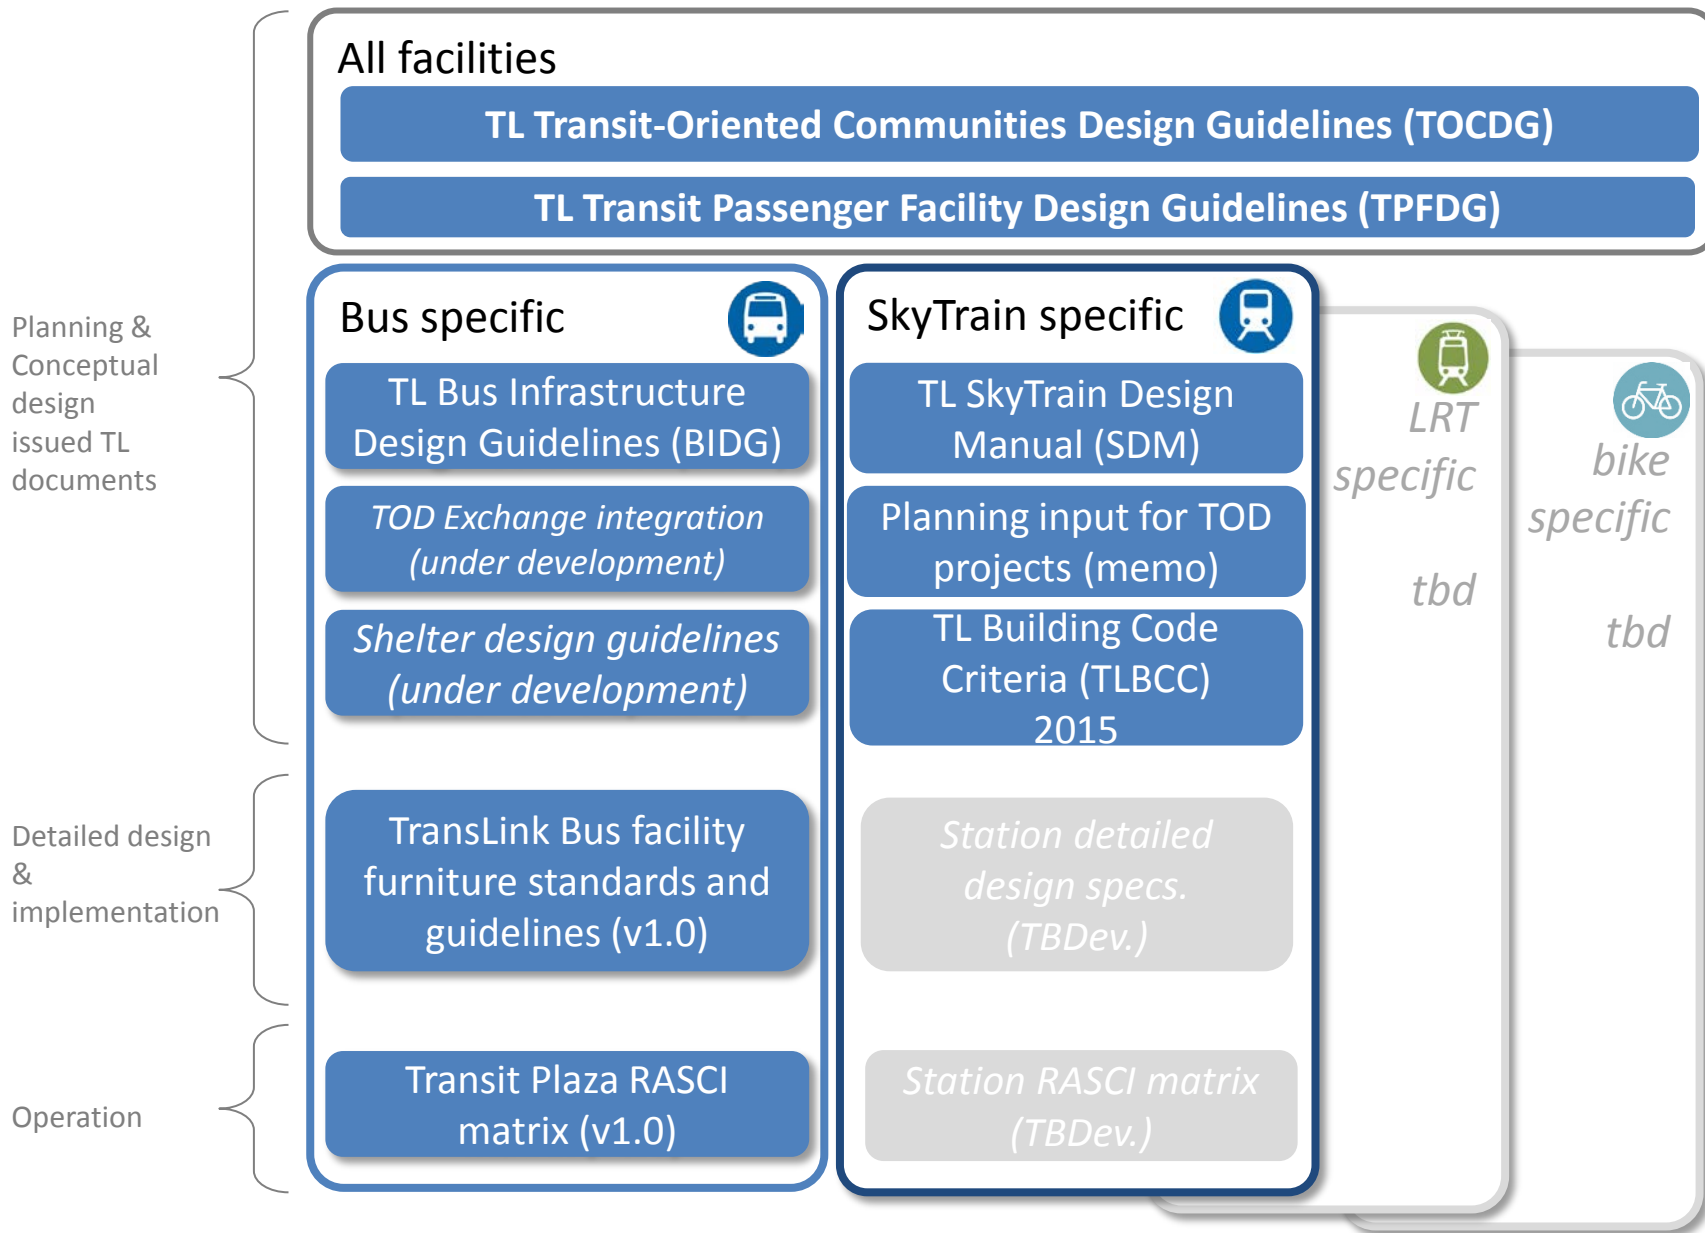 All facilities
TL Transit-Oriented Communities Design Guidelines (TOCDG)
TL Transit Passenger Facility Design Guidelines (TPFDG)
Planning &
Conceptual
design
issued TL
documents
Bus specific
TL Bus Infrastructure
Design Guidelines (BIDG)
TOD Exchange integration
(under development)
Shelter design guidelines
(under development)
SkyTrain specific
TL SkyTrain Design
Manual (SDM)
Planning input for TOD
projects (memo)
TL Building Code
Criteria (TLBCC)
2015
LRT
specific
tbd
bike
specific
tbd
Detailed design
&
implementation
TransLink Bus facility
furniture standards and
guidelines (v1.0)
Station detailed
design specs.
(TBDev.)
Operation
Transit Plaza RASCI
matrix (v1.0)
Station RASCI matrix
(TBDev.)